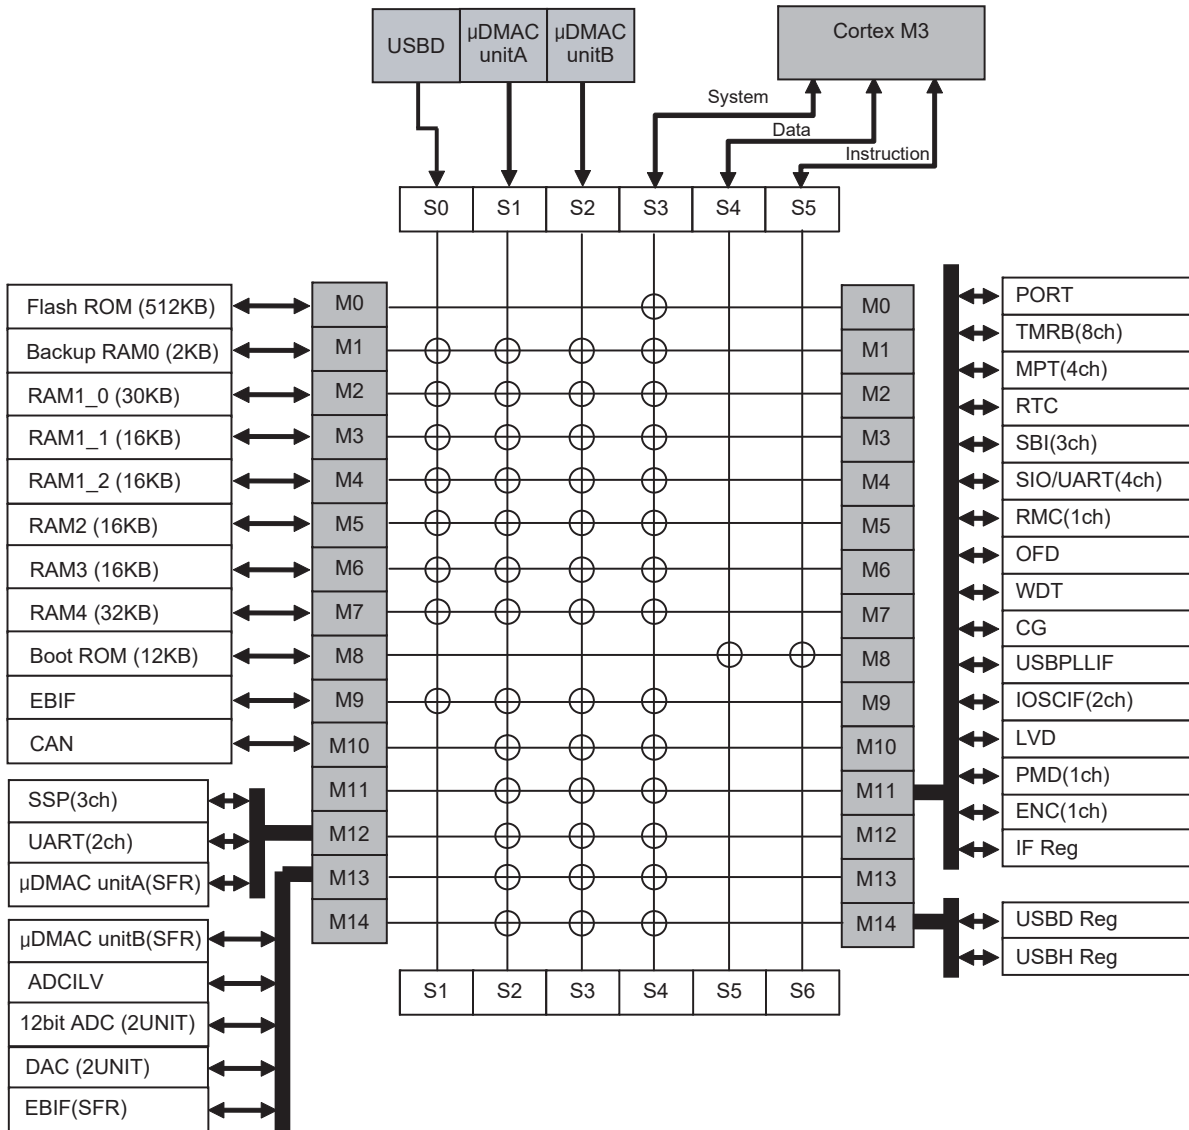 USBD
µDMAC
unitA
µDMAC
unitB
Cortex M3
System
Data
Instruction
S0
S1
S2
S3
S4
S5
Flash ROM (512KB)
Backup RAM0 (2KB)
RAM1_0 (30KB)
RAM1_1 (16KB)
RAM1_2 (16KB)
RAM2 (16KB)
RAM3 (16KB)
RAM4 (32KB)
Boot ROM (12KB)
EBIF
CAN
SSP(3ch)
UART(2ch)
µDMAC unitA(SFR)
µDMAC unitB(SFR)
ADCILV
12bit ADC (2UNIT)
DAC (2UNIT)
EBIF(SFR)
M0
M1
M2
M3
M4
M5
M6
M7
M8
M9
M10
M11
M12
M13
M14
M0
M1
M2
M3
M4
M5
M6
M7
M8
M9
M10
M11
M12
M13
M14
PORT
TMRB(8ch)
MPT(4ch)
RTC
SBI(3ch)
SIO/UART(4ch)
RMC(1ch)
OFD
WDT
CG
USBPLLIF
IOSCIF(2ch)
LVD
PMD(1ch)
ENC(1ch)
IF Reg
USBD Reg
USBH Reg
S1
S2
S3
S4
S5
S6